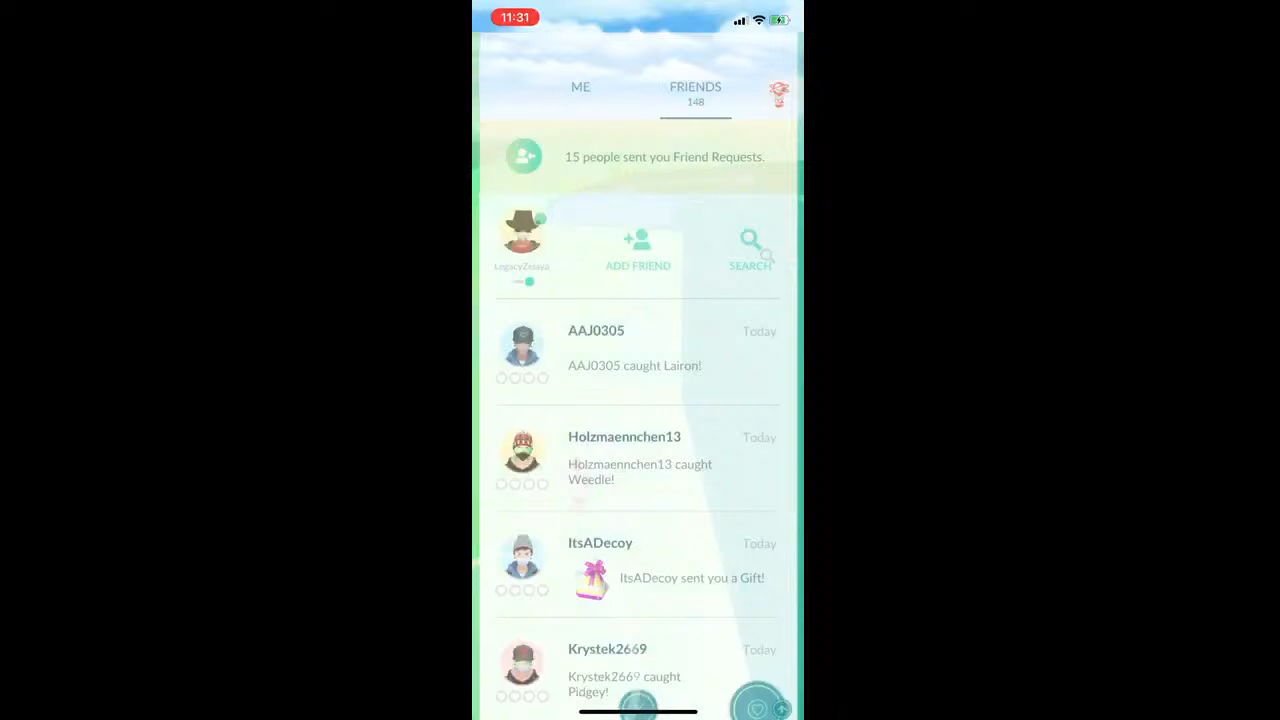 11:31
ME
FRIENDS
148
15 people sent you Friend Requests.
LegacyZelaya
ADD FRIEND
SEARCH
AAJ0305
Today
AAJ0305 caught Lairon!
Holzmaennchen13
Today
Holzmaennchen13 caught
Weedle!
ItsADecoy
Today
ItsADecoy sent you a Gift!
Krystek2669
Today
Krystek2669 caught
Pidgey!